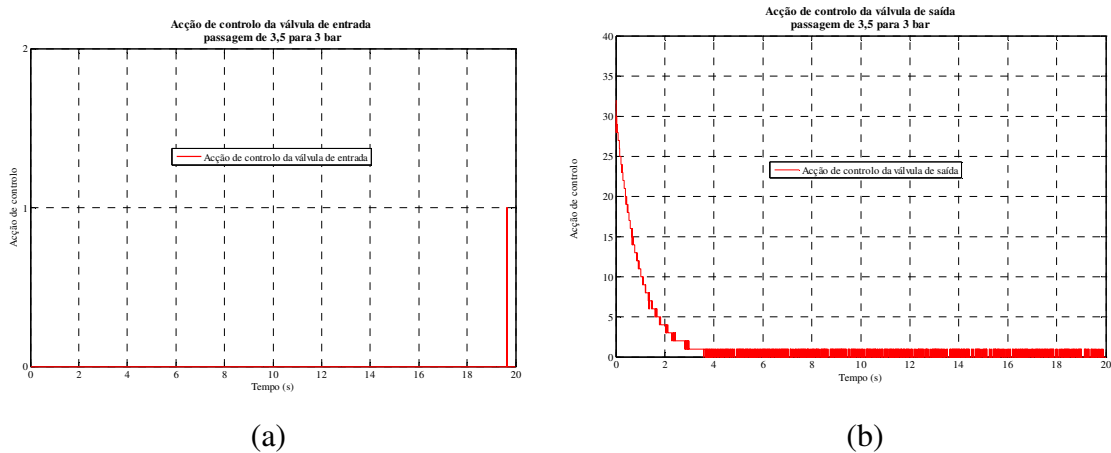 Acção de controlo da válvula de entrada
passagem de 3,5 para 3 bar
2
1
0
Acção de controlo
Acção de controlo da válvula de entrada
0 2 4 6 8 10 12 14 16 18 20
Tempo (s)
(a)
Acção de controlo da válvula de saída
passagem de 3,5 para 3 bar
40
35
30
25
20
15
10
5
0
Acção de controlo
Acção de controlo da válvula de saída
0 2 4 6 8 10 12 14 16 18 20
Tempo (s)
(b)